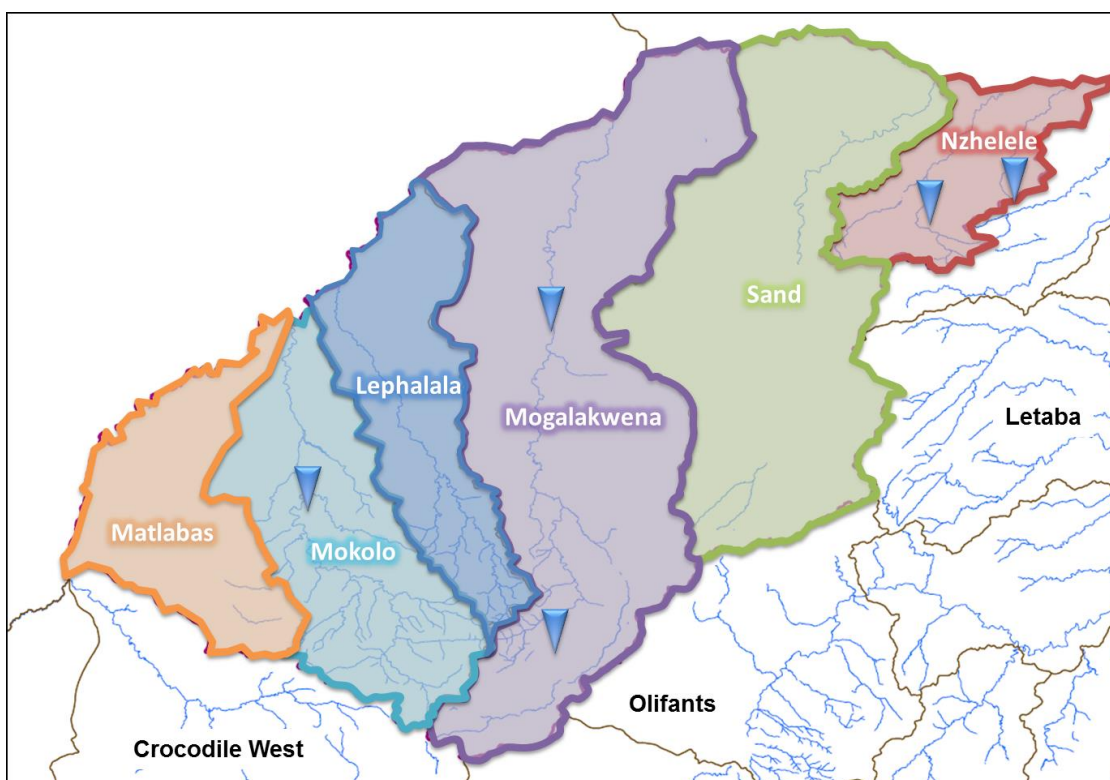 Nzhelele
Sand
Lephalala
Mogalakwena
Letaba
Matlabas
Mokolo
Olifants
Crocodile West